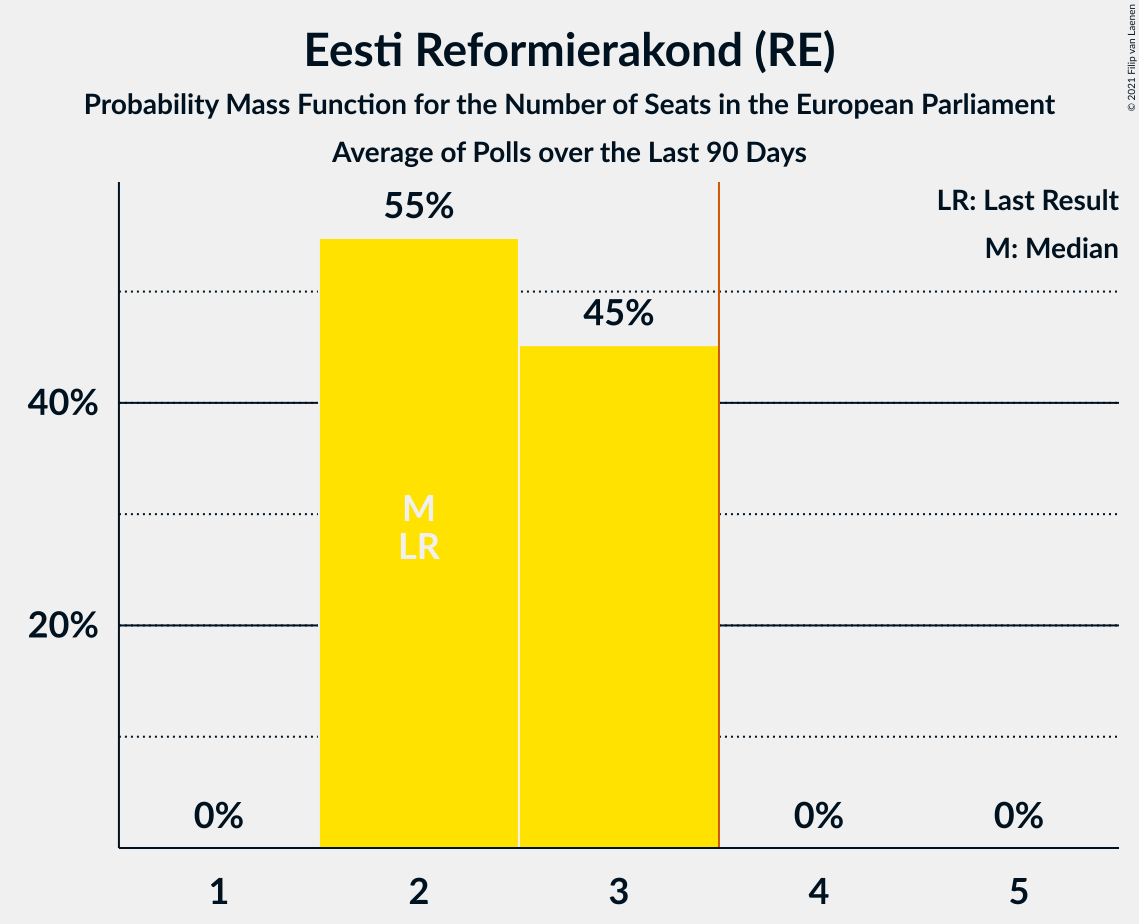 Eesti Reformierakond (RE)
Probability Mass Function for the Number of Seats in the European Parliament
Average of Polls over the Last 90 Days
© 2021 Filip van Laenen
LR: Last Result
M: Median
55%
45%
40%
M
LR
20%
0%
0%
0%
1
2
3
4
5